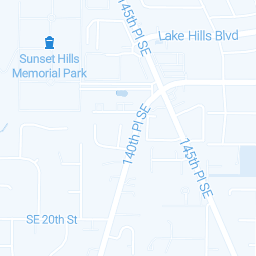 145th Pl SE
Lake Hills Blvd
Sunset Hills
Memorial Park
140th Pl SE
145th Pl SE
SE 20th St